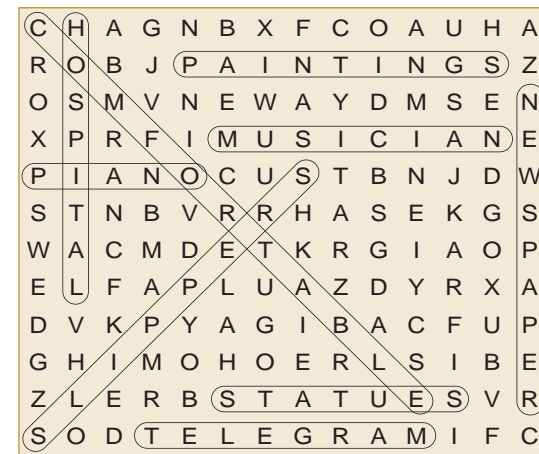 C H A G N B X F C O A U H A
R O B J P A I N T I N G S Z
O S M V N E W A Y D M S E N
X P R F I M U S I C I A N E
P I A N O C U S T B N J D W
S T N B V R R H A S E K G S
W A C M D E T K R G I A O P
E L F A P L U A Z D Y R X A
D V K P Y A G I B A C F U P
G H I M O H O E R L S I B E
Z L E R B S T A T U E S V R
S O D T E L E G R A M I F C